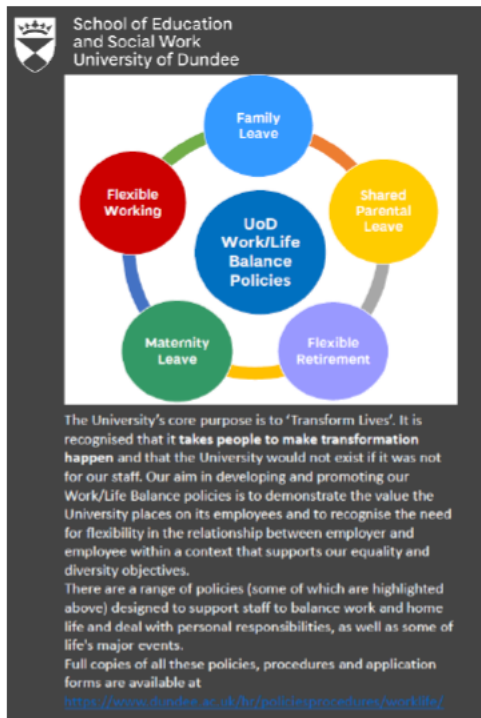 School of Education
and Social Work
University of Dundee
Family
Leave
Flexible
Working
Shared
Parental
Leave
UoD
Work/Life
Balance
Policies
Maternity
Leave
Flexible
Retirement
The University's core purpose is to 'Transform Lives'. It is
recognised that it takes people to make transformation
happen and that the University would not exist if it was not
for our staff. Our aim in developing and promoting our
Work/Life Balance policies is to demonstrate the value the
University places on its employees and to recognise the need
for flexibility in the relationship between employer and
employee within a context that supports our equality and
diversity objectives.
There are a range of policies (some of which are highlighted
above) designed to support staff to balance work and home
life and deal with personal responsibilities, as well as some of
life's major events.
Full copies of all these policies, procedures and application
forms are available at
https://www.dundee.ac.uk/hr/policiesprocedures/worklife/